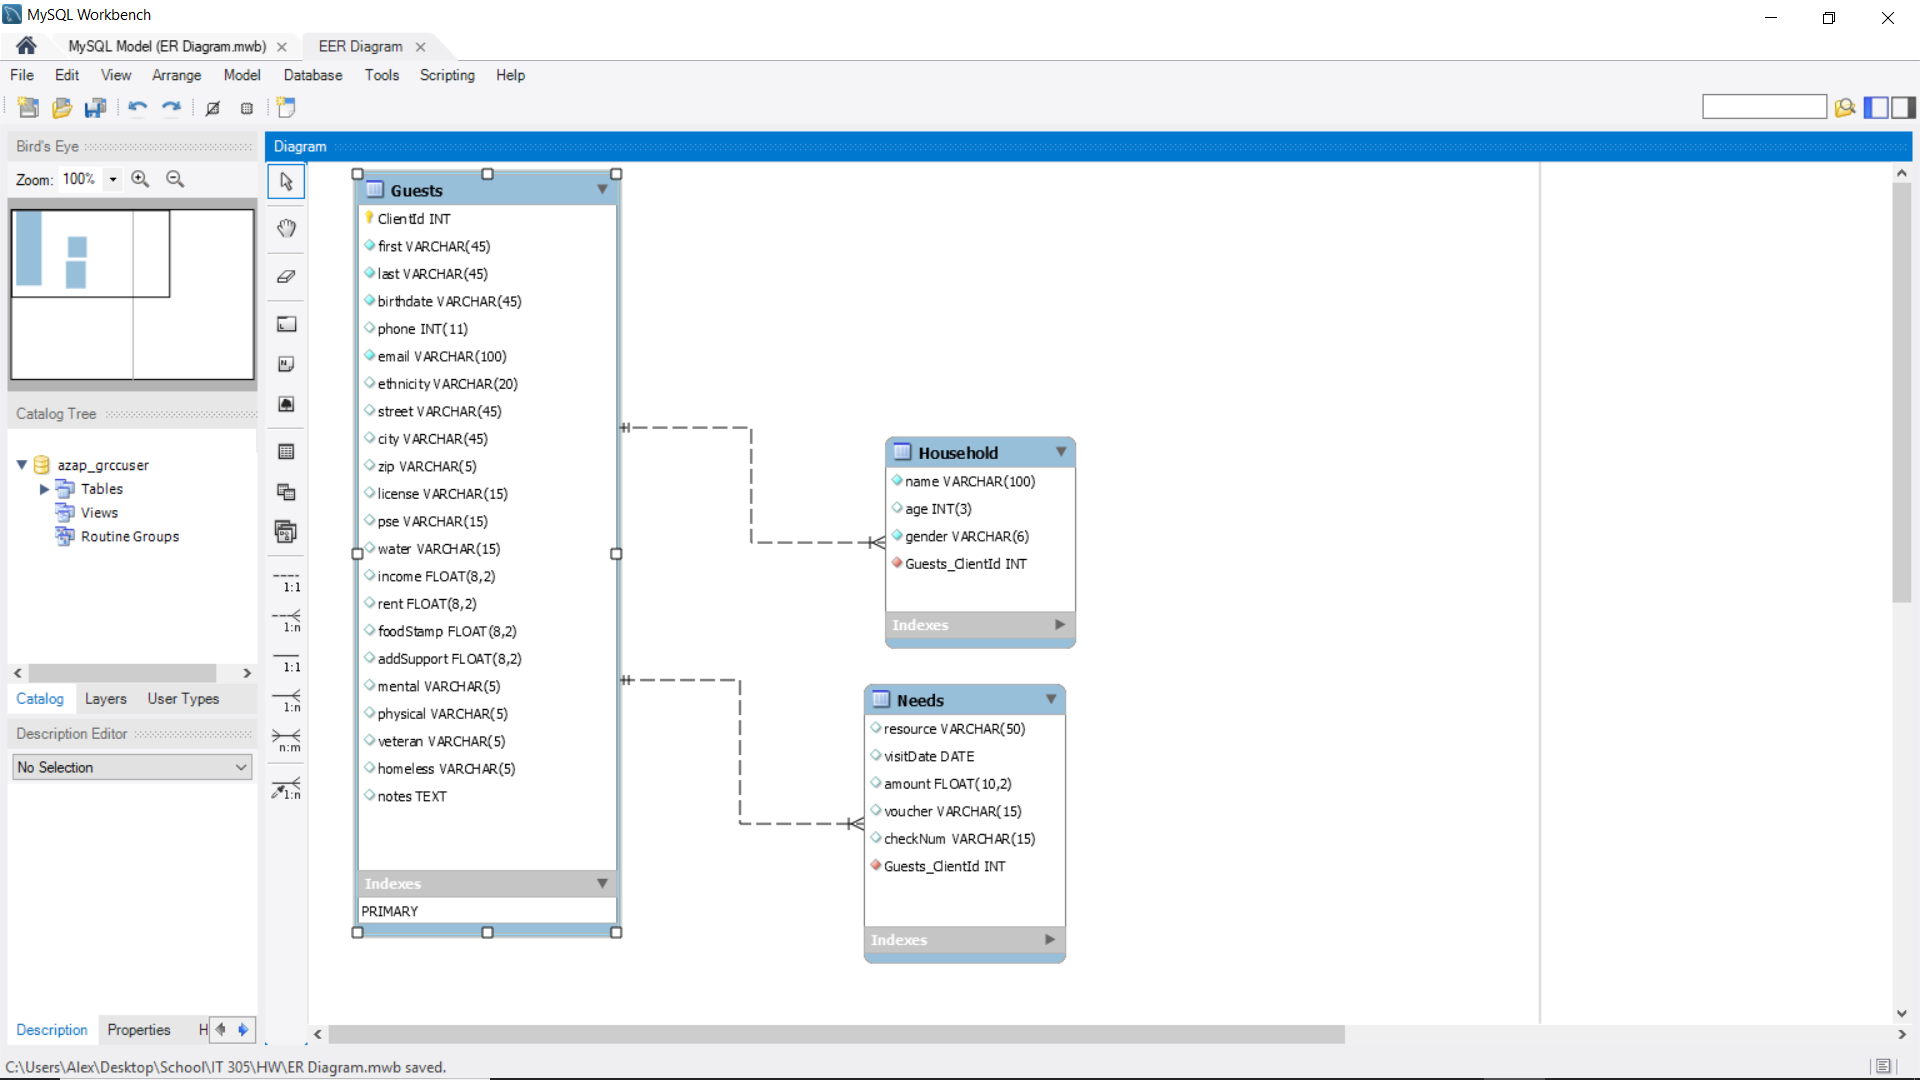 MySQL Workbench
MySQL Model (ER Diagram.mwb)
EER Diagram
File Edit View Arrange Model Database Tools Scripting Help
Bird's Eye
Zoom: 100%
Catalog Tree
azap_grccuser
Tables
Views
Routine Groups
Catalog Layers User Types
Description Editor
No Selection
Description Properties H
1:1
1:n
1:1
1:n
n:m
1:n
Diagram
Guests
ClientId INT
first VARCHAR(45)
last VARCHAR(45)
birthdate VARCHAR(45)
phone INT(11)
email VARCHAR(100)
ethnicity VARCHAR(20)
street VARCHAR(45)
city VARCHAR(45)
zip VARCHAR(5)
license VARCHAR(15)
pse VARCHAR(15)
water VARCHAR(15)
income FLOAT(8,2)
rent FLOAT(8,2)
foodStamp FLOAT(8,2)
addSupport FLOAT(8,2)
mental VARCHAR(5)
physical VARCHAR(5)
veteran VARCHAR(5)
homeless VARCHAR(5)
notes TEXT
Indexes
PRIMARY
Household
name VARCHAR(100)
age INT(3)
gender VARCHAR(6)
Guests_ClientId INT
Indexes
Needs
resource VARCHAR(50)
visitDate DATE
amount FLOAT(10,2)
voucher VARCHAR(15)
checkNum VARCHAR(15)
Guests_ClientId INT
Indexes
C:\Users\Alex\Desktop\School\IT 305\HW\ER Diagram.mwb saved.